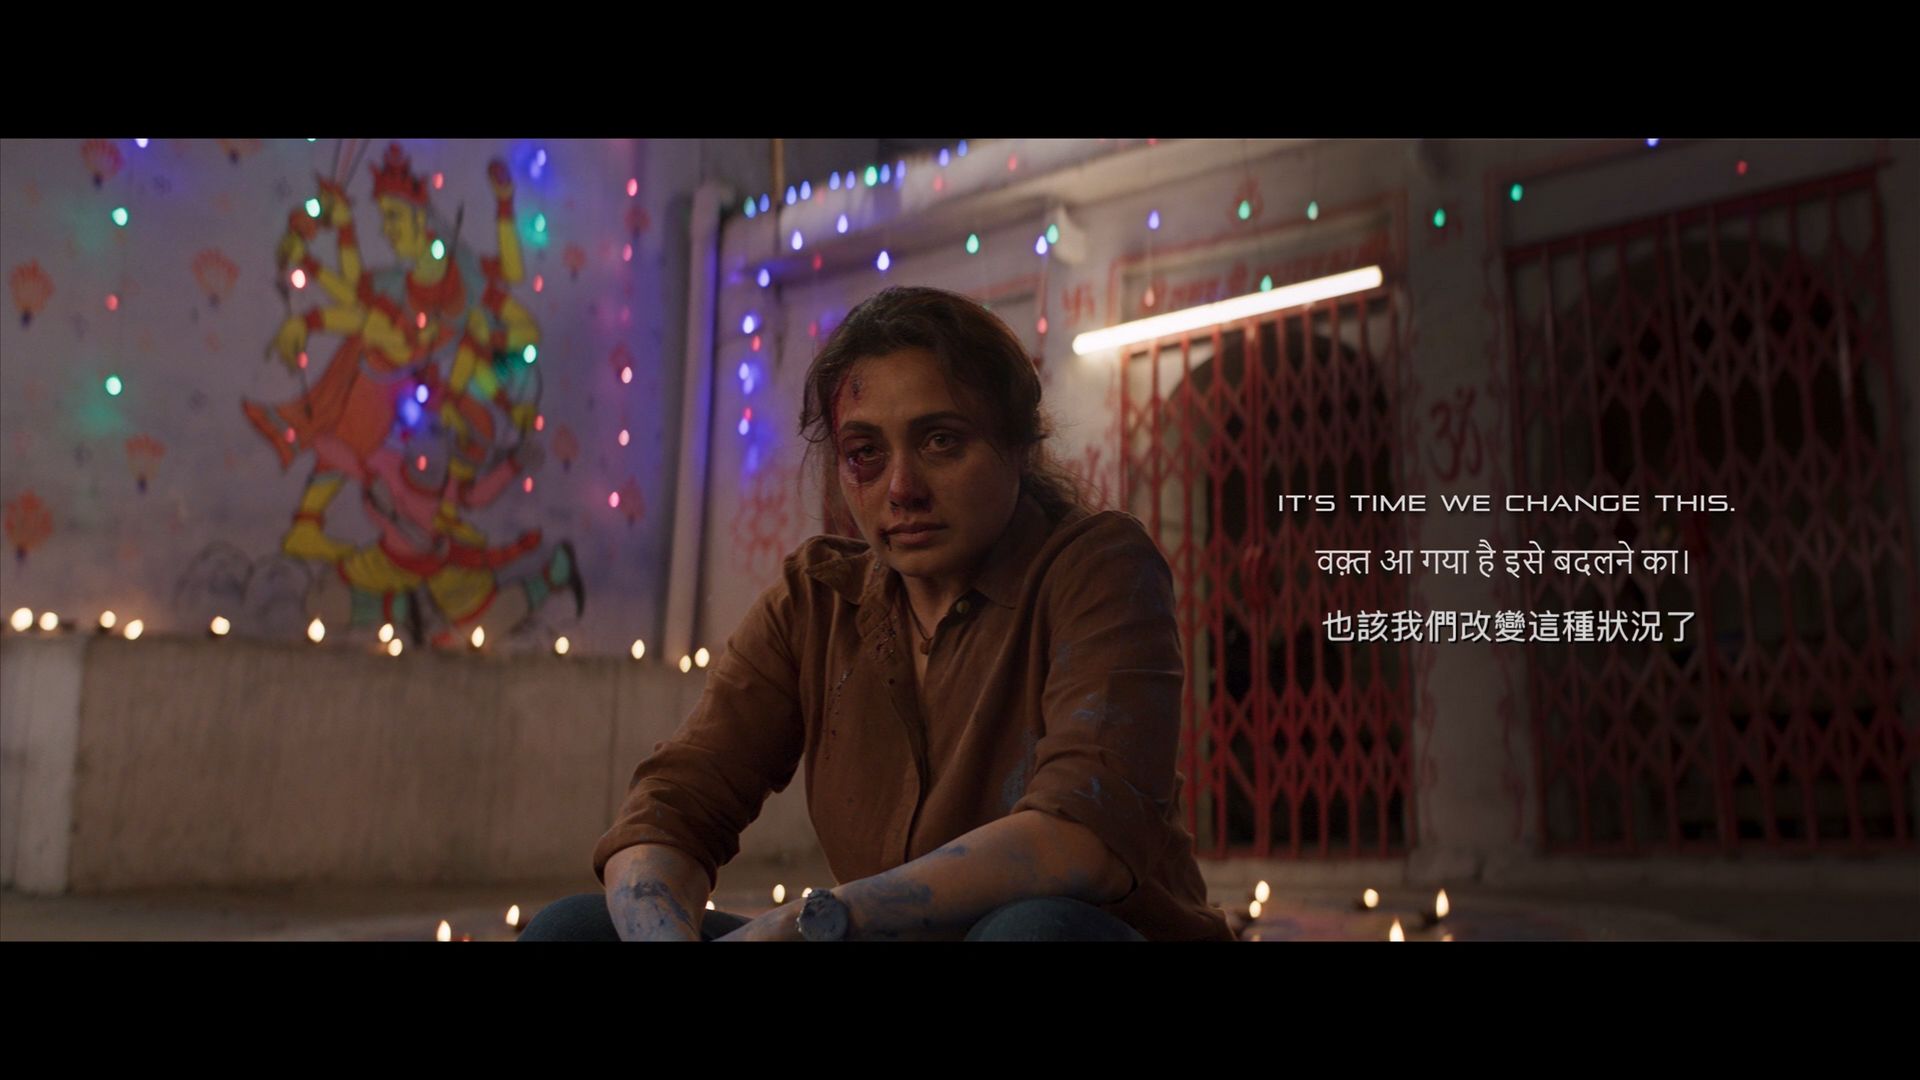 IT'S TIME WE CHANGE THIS.
वक़्त आ गया है इसे बदलने का।
也該我們改變這種狀況了
ॐ